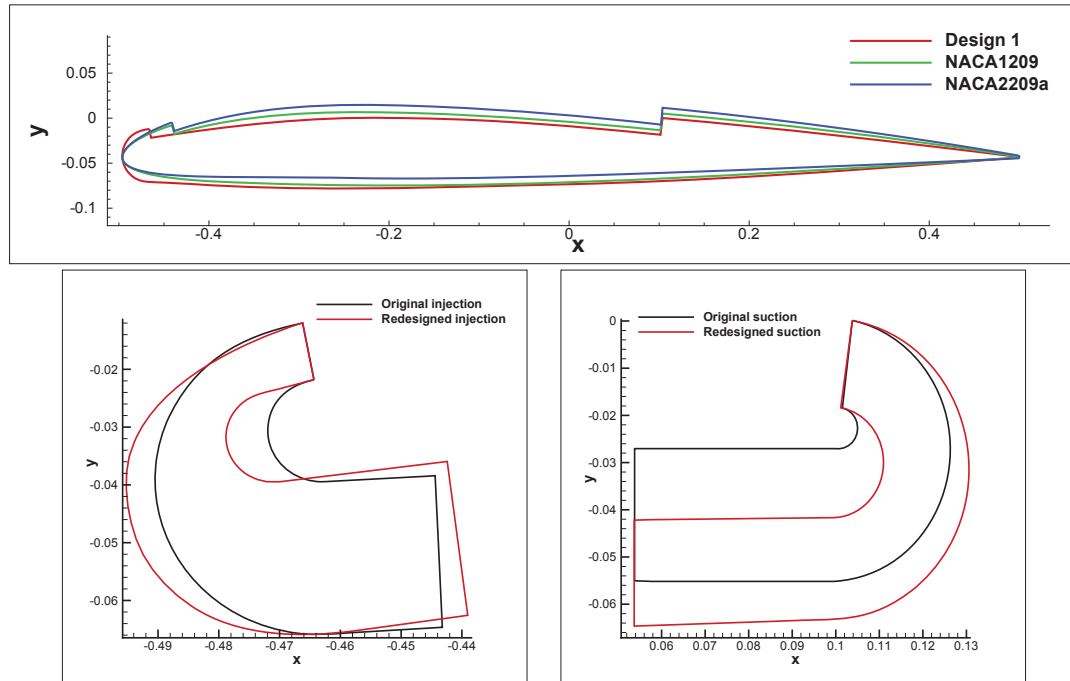 Design 1
NACA1209
NACA2209a
0.05
0
-0.05
-0.1
y
-0.4
-0.2
0
0.2
0.4
x
Original injection
Redesigned injection
-0.02
-0.03
-0.04
-0.05
-0.06
y
-0.49
-0.48
-0.47
-0.46
-0.45
-0.44
x
Original suction
Redesigned suction
0
-0.01
-0.02
-0.03
-0.04
-0.05
-0.06
y
0.06
0.07
0.08
0.09
0.1
0.11
0.12
0.13
x